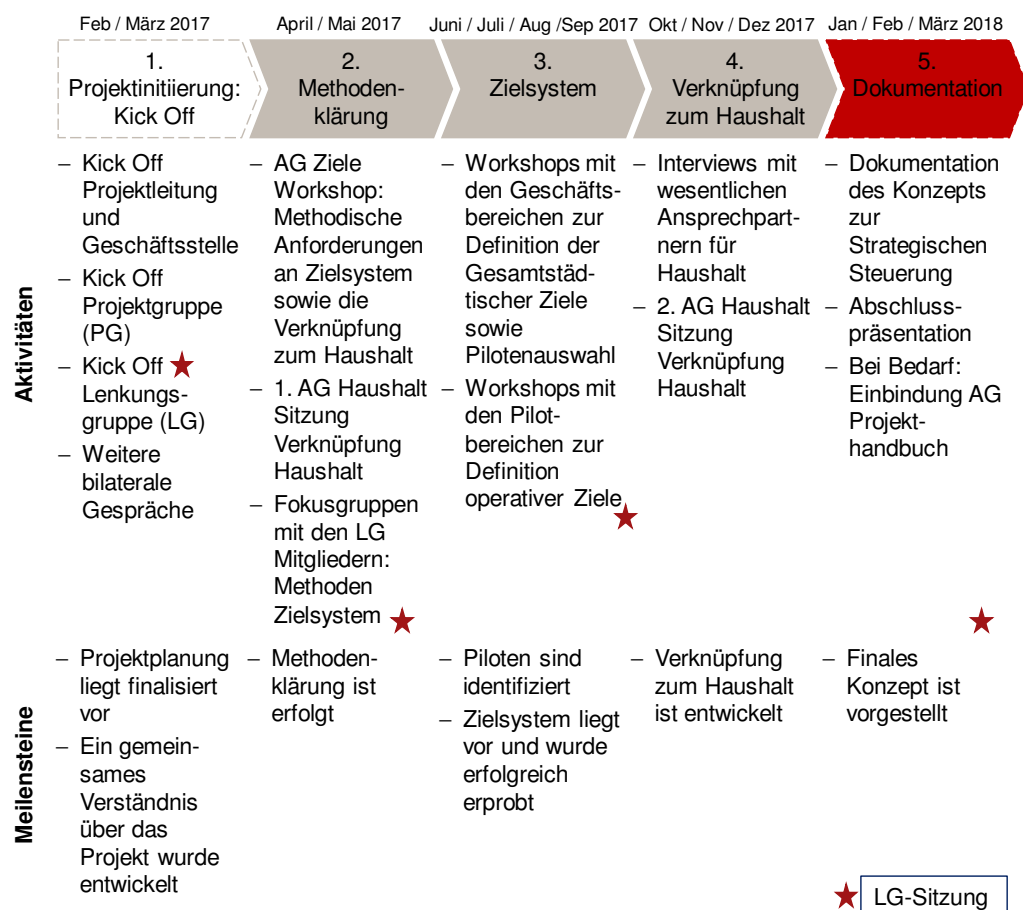 Feb / März 2017
April / Mai 2017
Juni / Juli / Aug /Sep 2017
Okt / Nov / Dez 2017
Jan / Feb / März 2018
1.
Projektinitiierung:
Kick Off
2.
Methoden-
klärung
3.
Zielsystem
4.
Verknüpfung
zum Haushalt
5.
Dokumentation
Aktivitäten
– Kick Off
Projektleitung
und
Geschäftsstelle
– Kick Off
Projektgruppe
(PG)
– Kick Off
Lenkungs-
gruppe (LG)
– Weitere
bilaterale
Gespräche
– AG Ziele
Workshop:
Methodische
Anforderungen
an Zielsystem
sowie die
Verknüpfung
zum Haushalt
– 1. AG Haushalt
Sitzung
Verknüpfung
Haushalt
– Fokusgruppen
mit den LG
Mitgliedern:
Methoden
Zielsystem
– Workshops mit
den Geschäfts-
bereichen zur
Definition der
Gesamtstäd-
tischer Ziele
sowie
Pilotenauswahl
– Workshops mit
den Pilot-
bereichen zur
Definition
operativer Ziele
– Interviews mit
wesentlichen
Ansprechpart-
nern für
Haushalt
– 2. AG Haushalt
Sitzung
Verknüpfung
Haushalt
– Dokumentation
des Konzepts
zur
Strategischen
Steuerung
– Abschluss-
präsentation
– Bei Bedarf:
Einbindung AG
Projekt-
handbuch
Meilensteine
– Projektplanung
liegt finalisiert
vor
– Ein gemein-
sames
Verständnis
über das
Projekt wurde
entwickelt
– Methoden-
klärung ist
erfolgt
– Piloten sind
identifiziert
– Zielsystem liegt
vor und wurde
erfolgreich
erprobt
– Verknüpfung
zum Haushalt
ist entwickelt
– Finales
Konzept ist
vorgestellt
LG-Sitzung